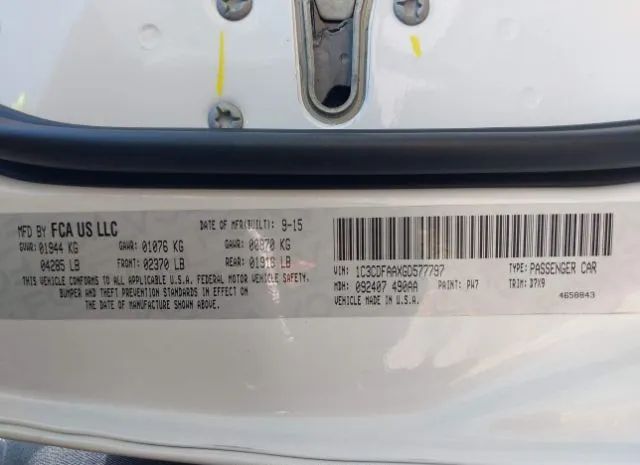 MFD BY FCA US LLC DATE OF MFR(BUILT): 9-15
GVWR: 01944 KG GAWR: 01076 KG GAWR: 00870 KG
04285 LB FRONT: 02370 LB REAR: 01918 LB
THIS VEHICLE CONFORMS TO ALL APPLICABLE U.S.A. FEDERAL MOTOR VEHICLE SAFETY,
BUMPER AND THEFT PREVENTION STANDARDS IN EFFECT ON
THE DATE OF MANUFACTURE SHOWN ABOVE.
VIN: 1C3CDFAAXGD577797 TYPE: PASSENGER CAR
MDH: 092407 490AA PAINT: PW7 TRIM: D7X9
VEHICLE MADE IN U.S.A. 4658843